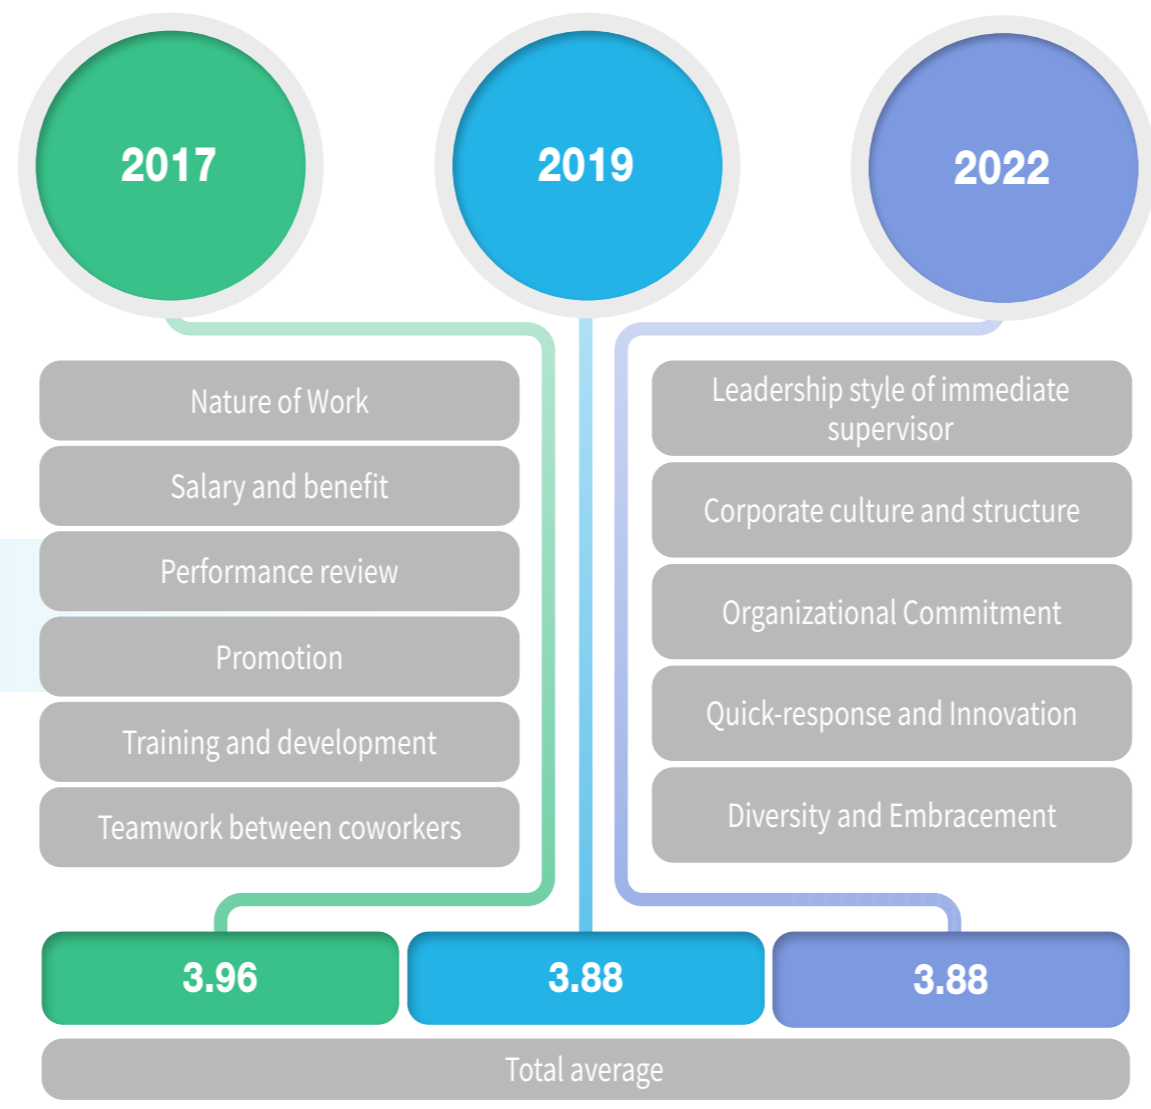 2017
2019
2022
Nature of Work
Salary and benefit
Performance review
Promotion
Training and development
Teamwork between coworkers
Leadership style of immediate
supervisor
Corporate culture and structure
Organizational Commitment
Quick-response and Innovation
Diversity and Embracement
3.96
3.88
3.88
Total average